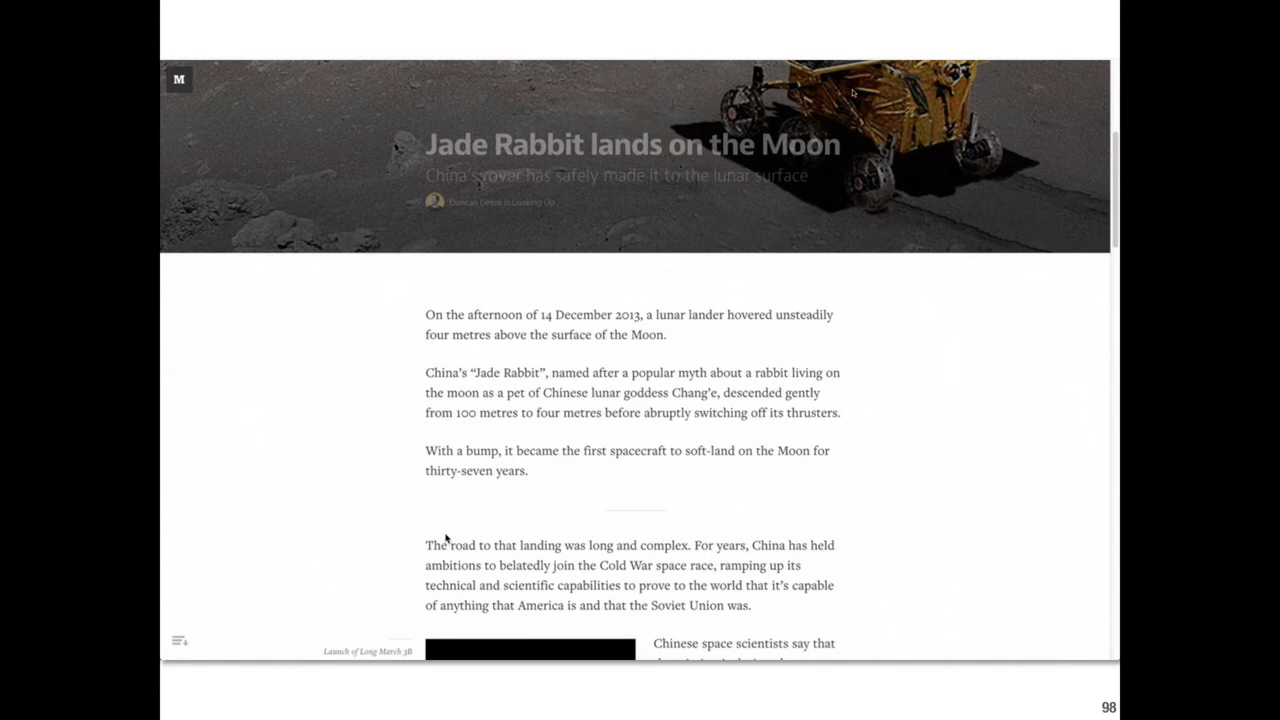 M
Jade Rabbit lands on the Moon
China's rover has safely made it to the lunar surface
Duncan Geere in Looking Up
On the afternoon of 14 December 2013, a lunar lander hovered unsteadily
four metres above the surface of the Moon.
China’s “Jade Rabbit”, named after a popular myth about a rabbit living on
the moon as a pet of Chinese lunar goddess Chang’e, descended gently
from 100 metres to four metres before abruptly switching off its thrusters.
With a bump, it became the first spacecraft to soft-land on the Moon for
thirty-seven years.
The road to that landing was long and complex. For years, China has held
ambitions to belatedly join the Cold War space race, ramping up its
technical and scientific capabilities to prove to the world that it’s capable
of anything that America is and that the Soviet Union was.
Launch of Long March 3B
Chinese space scientists say that
98